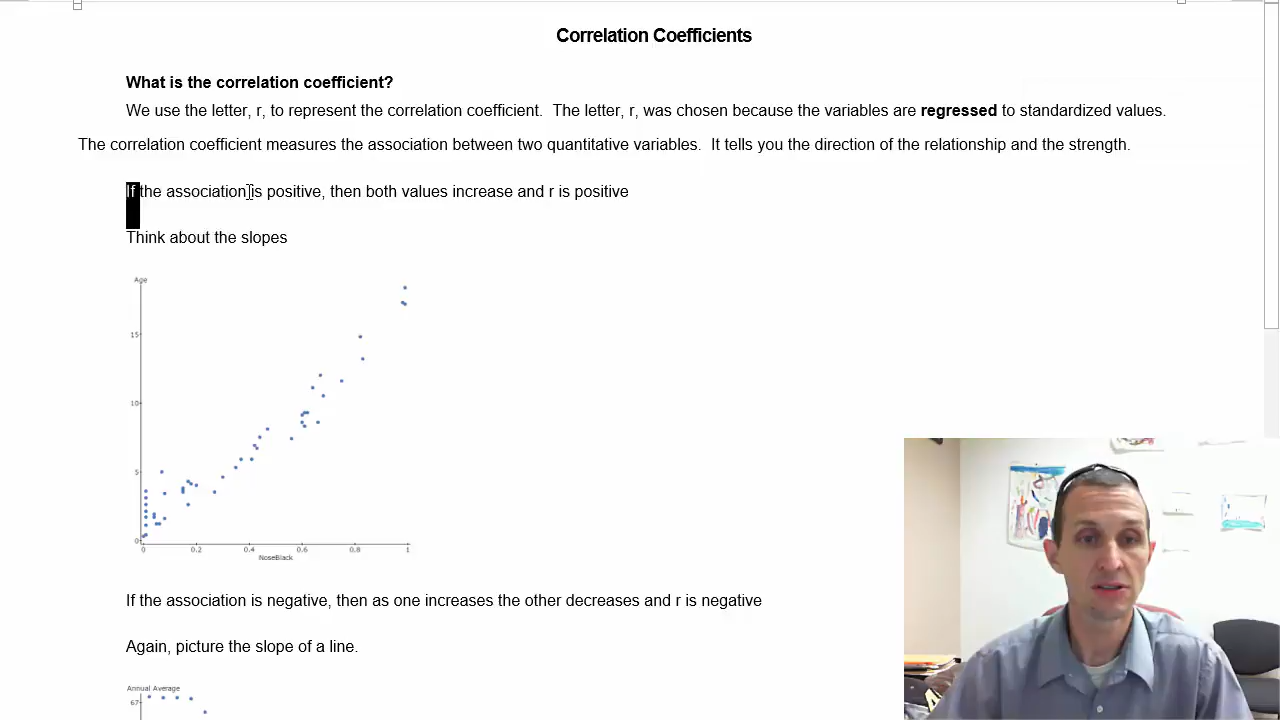 Correlation Coefficients
What is the correlation coefficient?
We use the letter, r, to represent the correlation coefficient.  The letter, r, was chosen because the variables are regressed to standardized values.
The correlation coefficient measures the association between two quantitative variables.  It tells you the direction of the relationship and the strength.
If the association is positive, then both values increase and r is positive
Think about the slopes
Age
15
10
5
0
0 0.2 0.4 0.6 0.8 1
NoseBlack
If the association is negative, then as one increases the other decreases and r is negative
Again, picture the slope of a line.
Annual Average
67